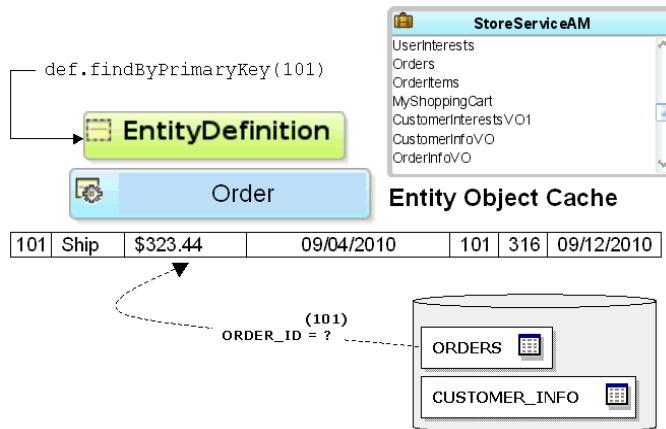 StoreServiceAM
UserInterests
Orders
OrderItems
MyShoppingCart
CustomerInterestsVO1
CustomerInfoVO
OrderInfoVO
def.findByPrimaryKey(101)
EntityDefinition
Order
Entity Object Cache
101 Ship $323.44 09/04/2010 101 316 09/12/2010
(101)
ORDER_ID = ?
ORDERS
CUSTOMER_INFO